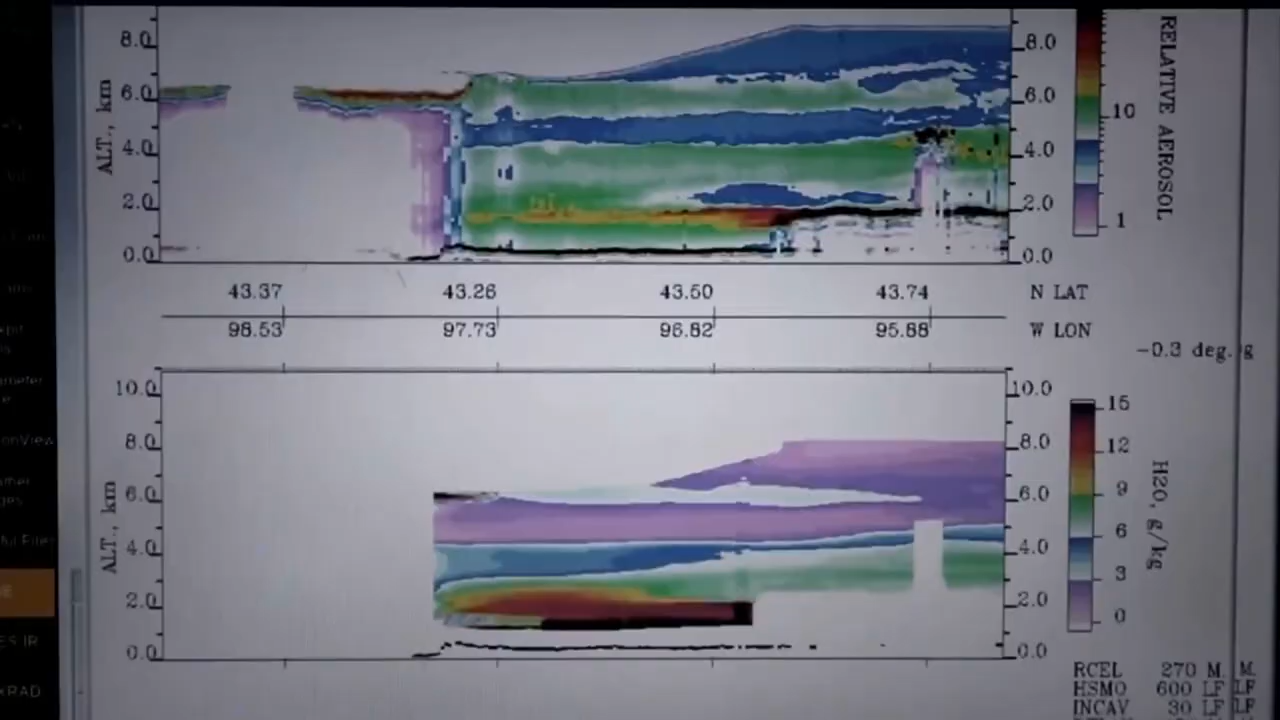 8.0 8.0
6.0 6.0
4.0 4.0
2.0 2.0
0.0 0.0
ALT., km
10
1
RELATIVE AEROSOL
43.37 43.26 43.50 43.74 N LAT
98.53 97.73 96.82 95.88 W LON
-0.3 deg.
10.0 10.0
8.0 8.0
6.0 6.0
4.0 4.0
2.0 2.0
0.0 0.0
ALT., km
15
12
9
6
3
0
H2O, g/kg
RCEL 270 M.
HSMO 600 LF
INCAV 30 LF